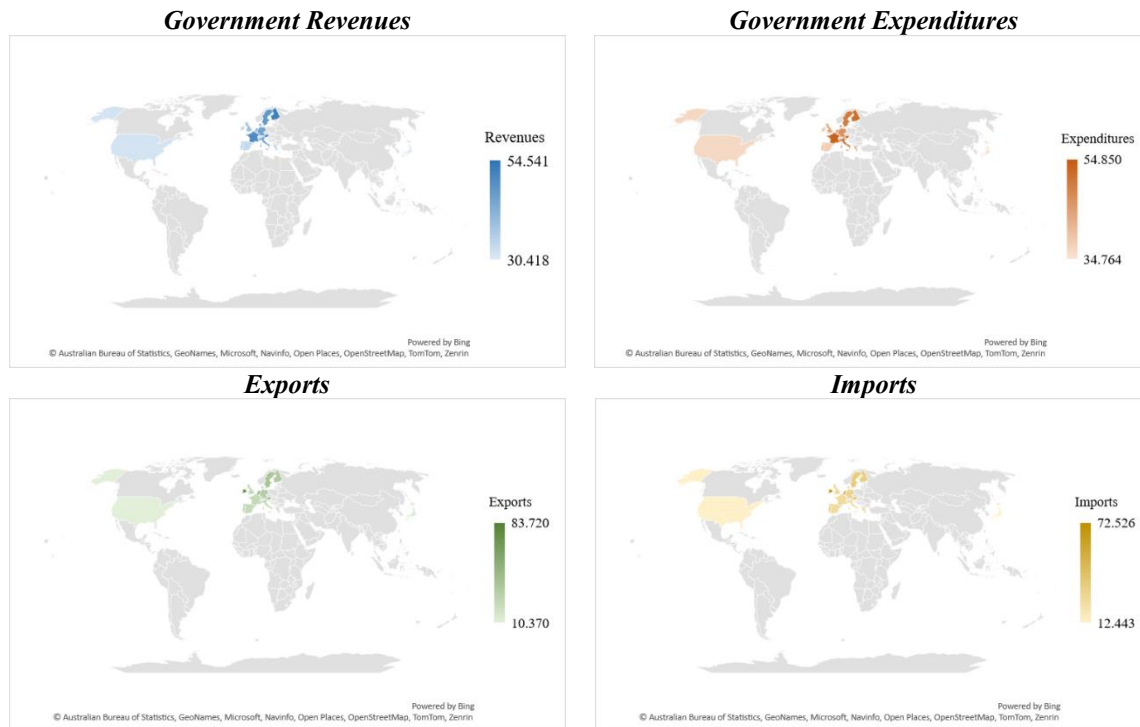 Government Revenues
Revenues
54.541
30.418
Powered by Bing
© Australian Bureau of Statistics, GeoNames, Microsoft, Navinfo, Open Places, OpenStreetMap, TomTom, Zenrin
Government Expenditures
Expenditures
54.850
34.764
Powered by Bing
© Australian Bureau of Statistics, GeoNames, Microsoft, Navinfo, Open Places, OpenStreetMap, TomTom, Zenrin
Exports
Exports
83.720
10.370
Powered by Bing
© Australian Bureau of Statistics, GeoNames, Microsoft, Navinfo, Open Places, OpenStreetMap, TomTom, Zenrin
Imports
Imports
72.526
12.443
Powered by Bing
© Australian Bureau of Statistics, GeoNames, Microsoft, Navinfo, Open Places, OpenStreetMap, TomTom, Zenrin